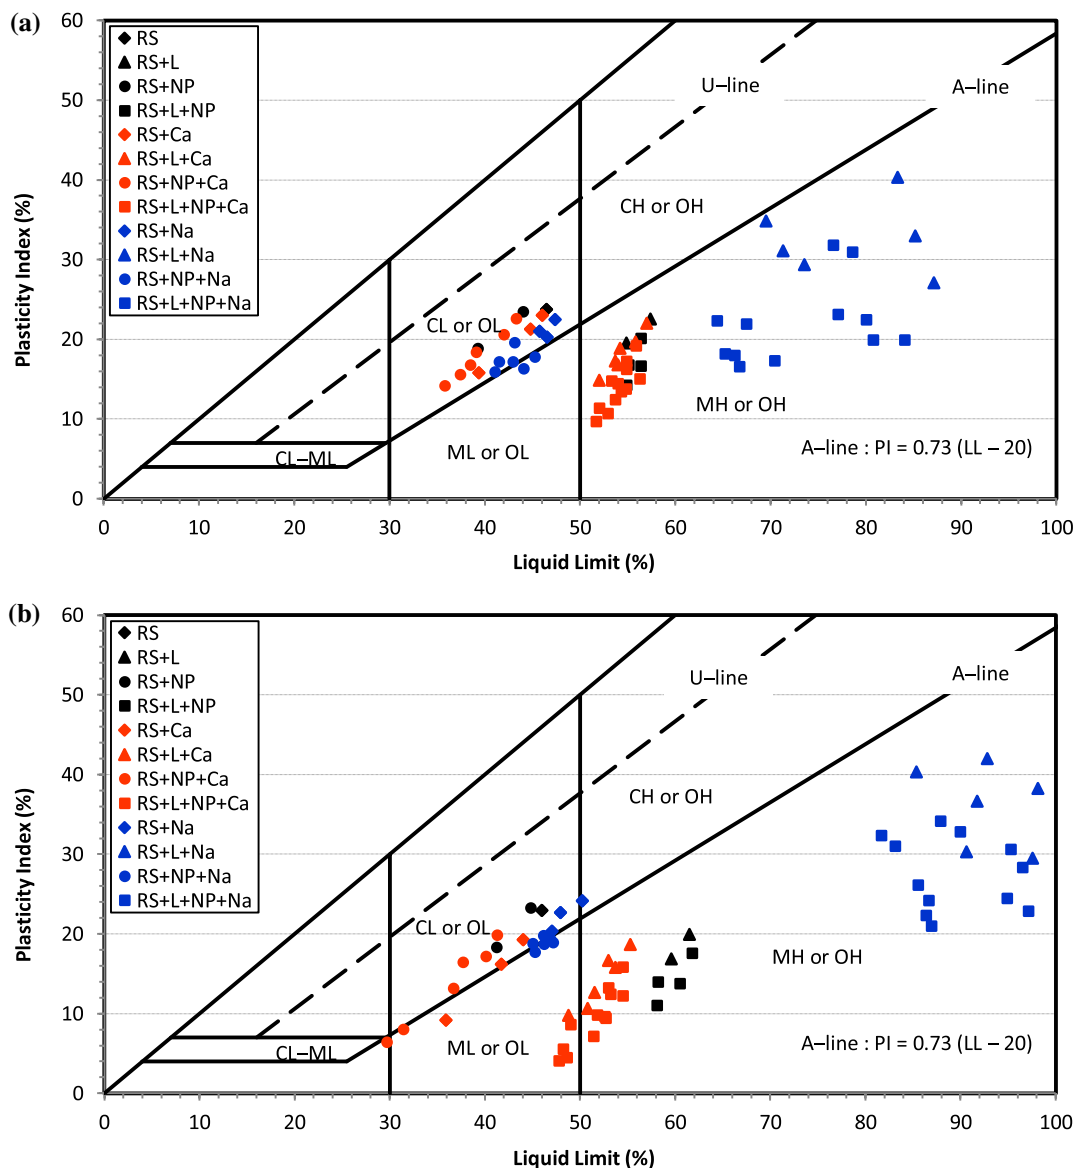 (a)
60
50
40
30
20
10
0
Plasticity Index (%)
RS
RS+L
RS+NP
RS+L+NP
RS+Ca
RS+L+Ca
RS+NP+Ca
RS+L+NP+Ca
RS+Na
RS+L+Na
RS+NP+Na
RS+L+NP+Na
U–line
A–line
CH or OH
CL or OL
MH or OH
ML or OL
CL–ML
A–line : PI = 0.73 (LL – 20)
0 10 20 30 40 50 60 70 80 90 100
Liquid Limit (%)
(b)
60
50
40
30
20
10
0
Plasticity Index (%)
RS
RS+L
RS+NP
RS+L+NP
RS+Ca
RS+L+Ca
RS+NP+Ca
RS+L+NP+Ca
RS+Na
RS+L+Na
RS+NP+Na
RS+L+NP+Na
U–line
A–line
CH or OH
CL or OL
MH or OH
ML or OL
CL–ML
A–line : PI = 0.73 (LL – 20)
0 10 20 30 40 50 60 70 80 90 100
Liquid Limit (%)